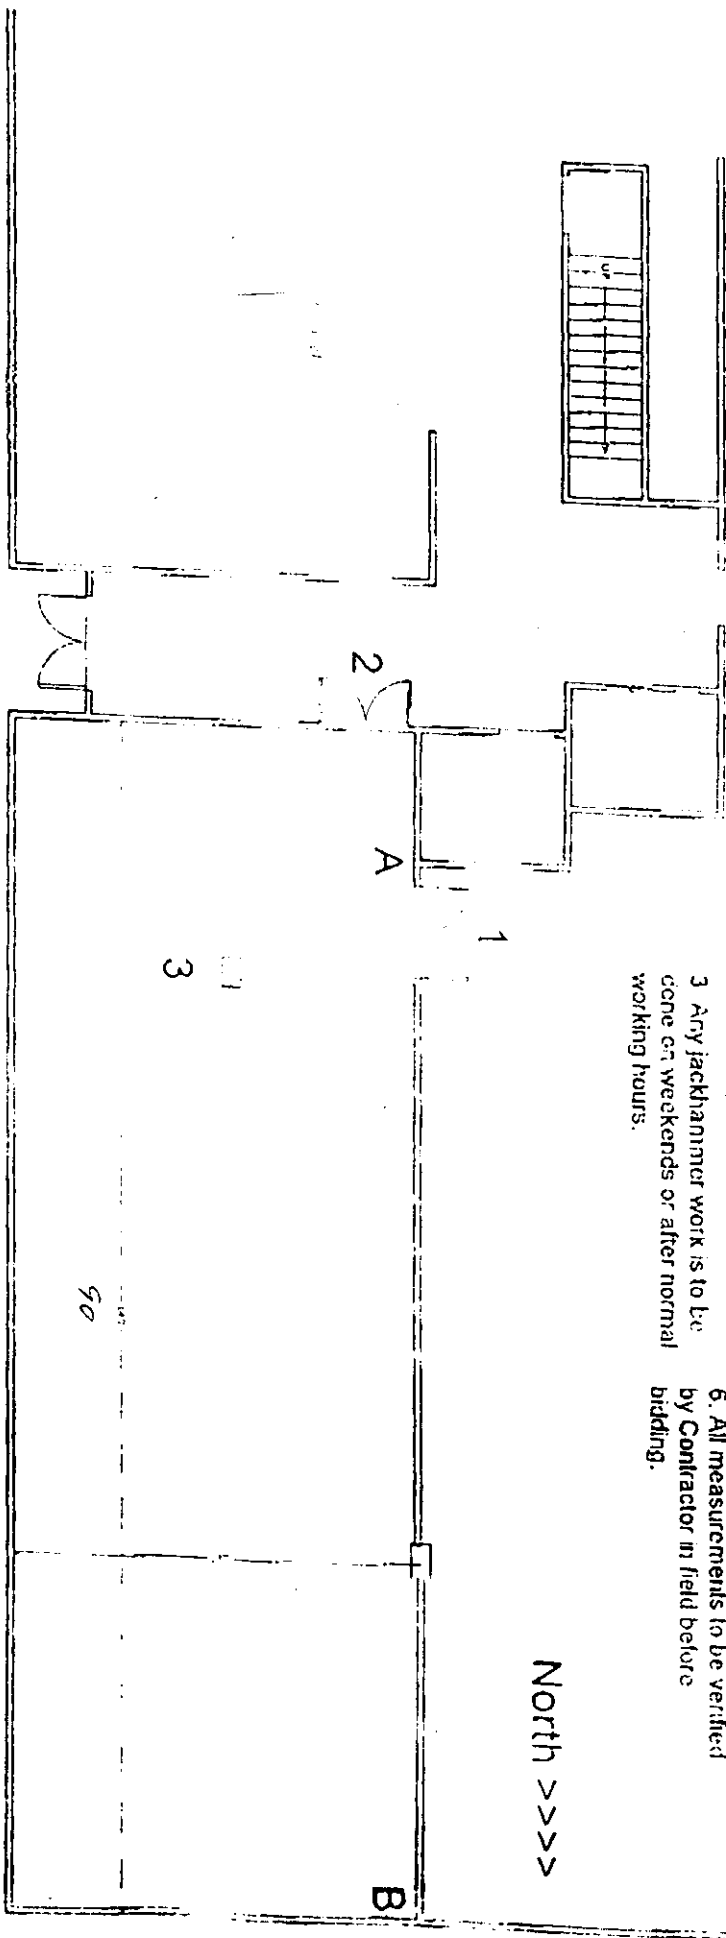 3 Any jackhammer work is to be
done on weekends or after normal
working hours.
6. All measurements to be verified
by Contractor in field before
bidding.
North >>>>
1
2
A
3
B